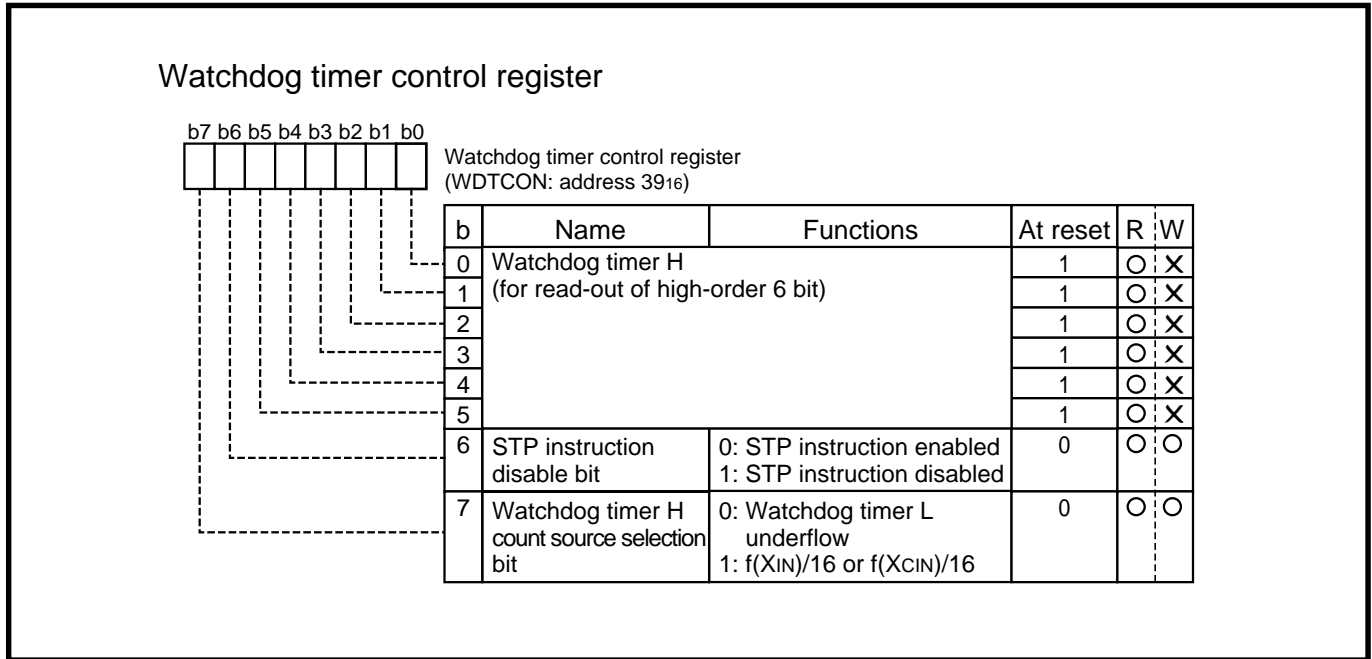 Watchdog timer control register
b7 b6 b5 b4 b3 b2 b1 b0
Watchdog timer control register
(WDTCON: address 3916)
b Name Functions At reset R W
0 Watchdog timer H 1 O X
1 (for read-out of high-order 6 bit) 1 O X
2 1 O X
3 1 O X
4 1 O X
5 1 O X
6 STP instruction 0: STP instruction enabled 0 O O
disable bit 1: STP instruction disabled
7 Watchdog timer H 0: Watchdog timer L 0 O O
count source selection underflow
bit 1: f(XIN)/16 or f(XCIN)/16